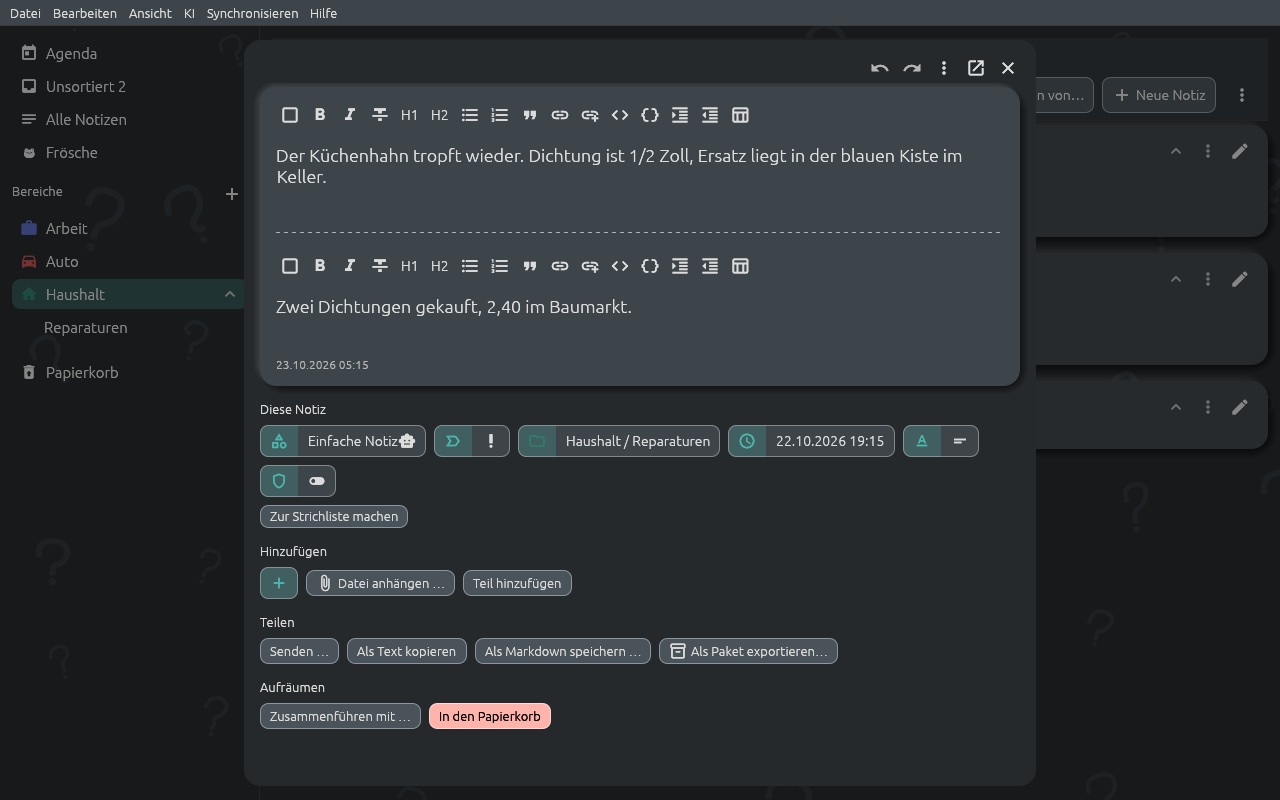 Datei Bearbeiten Ansicht KI Synchronisieren Hilfe
Agenda
Unsortiert 2
Alle Notizen
Frösche
Bereiche
Arbeit
Auto
Haushalt
Reparaturen
Papierkorb
n von…
Neue Notiz
H1 H2
Der Küchenhahn tropft wieder. Dichtung ist 1/2 Zoll, Ersatz liegt in der blauen Kiste im
Keller.
H1 H2
Zwei Dichtungen gekauft, 2,40 im Baumarkt.
23.10.2026 05:15
Diese Notiz
Einfache Notiz
Haushalt / Reparaturen
22.10.2026 19:15
Zur Strichliste machen
Hinzufügen
Datei anhängen …
Teil hinzufügen
Teilen
Senden …
Als Text kopieren
Als Markdown speichern …
Als Paket exportieren…
Aufräumen
Zusammenführen mit …
In den Papierkorb